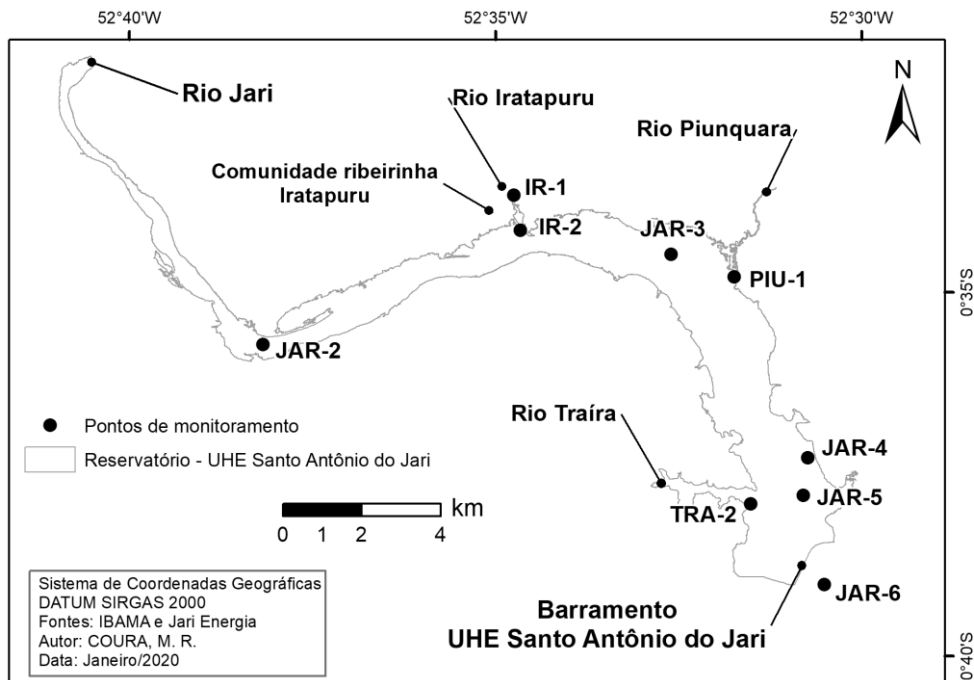 52°40'W
52°35'W
52°30'W
N
Rio Jari
Rio Iratapuru
Rio Piunquara
Comunidade ribeirinha
Iratapuru
IR-1
IR-2
JAR-3
PIU-1
0°35'S
JAR-2
Rio Traíra
Pontos de monitoramento
Reservatório - UHE Santo Antônio do Jari
JAR-4
JAR-5
TRA-2
km
0 1 2 4
JAR-6
Barramento
UHE Santo Antônio do Jari
Sistema de Coordenadas Geográficas
DATUM SIRGAS 2000
Fontes: IBAMA e Jari Energia
Autor: COURA, M. R.
Data: Janeiro/2020
0°40'S